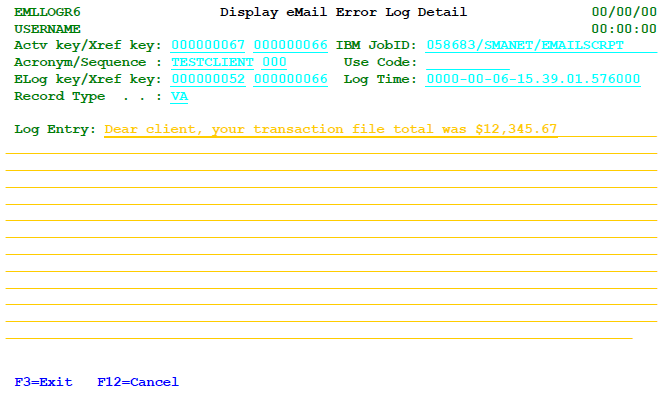 EMLLOGR6 Display eMail Error Log Detail 00/00/00
USERNAME 00:00:00
Actv key/Xref key: 000000067 000000066 IBM JobID: 058683/SMANET/EMAILSCRPT
Acronym/Sequence : TESTCLIENT 000 Use Code:
ELog key/Xref key: 000000052 000000066 Log Time: 0000-00-06-15.39.01.576000
Record Type . . : VA
Log Entry: Dear client, your transaction file total was $12,345.67
F3=Exit F12=Cancel